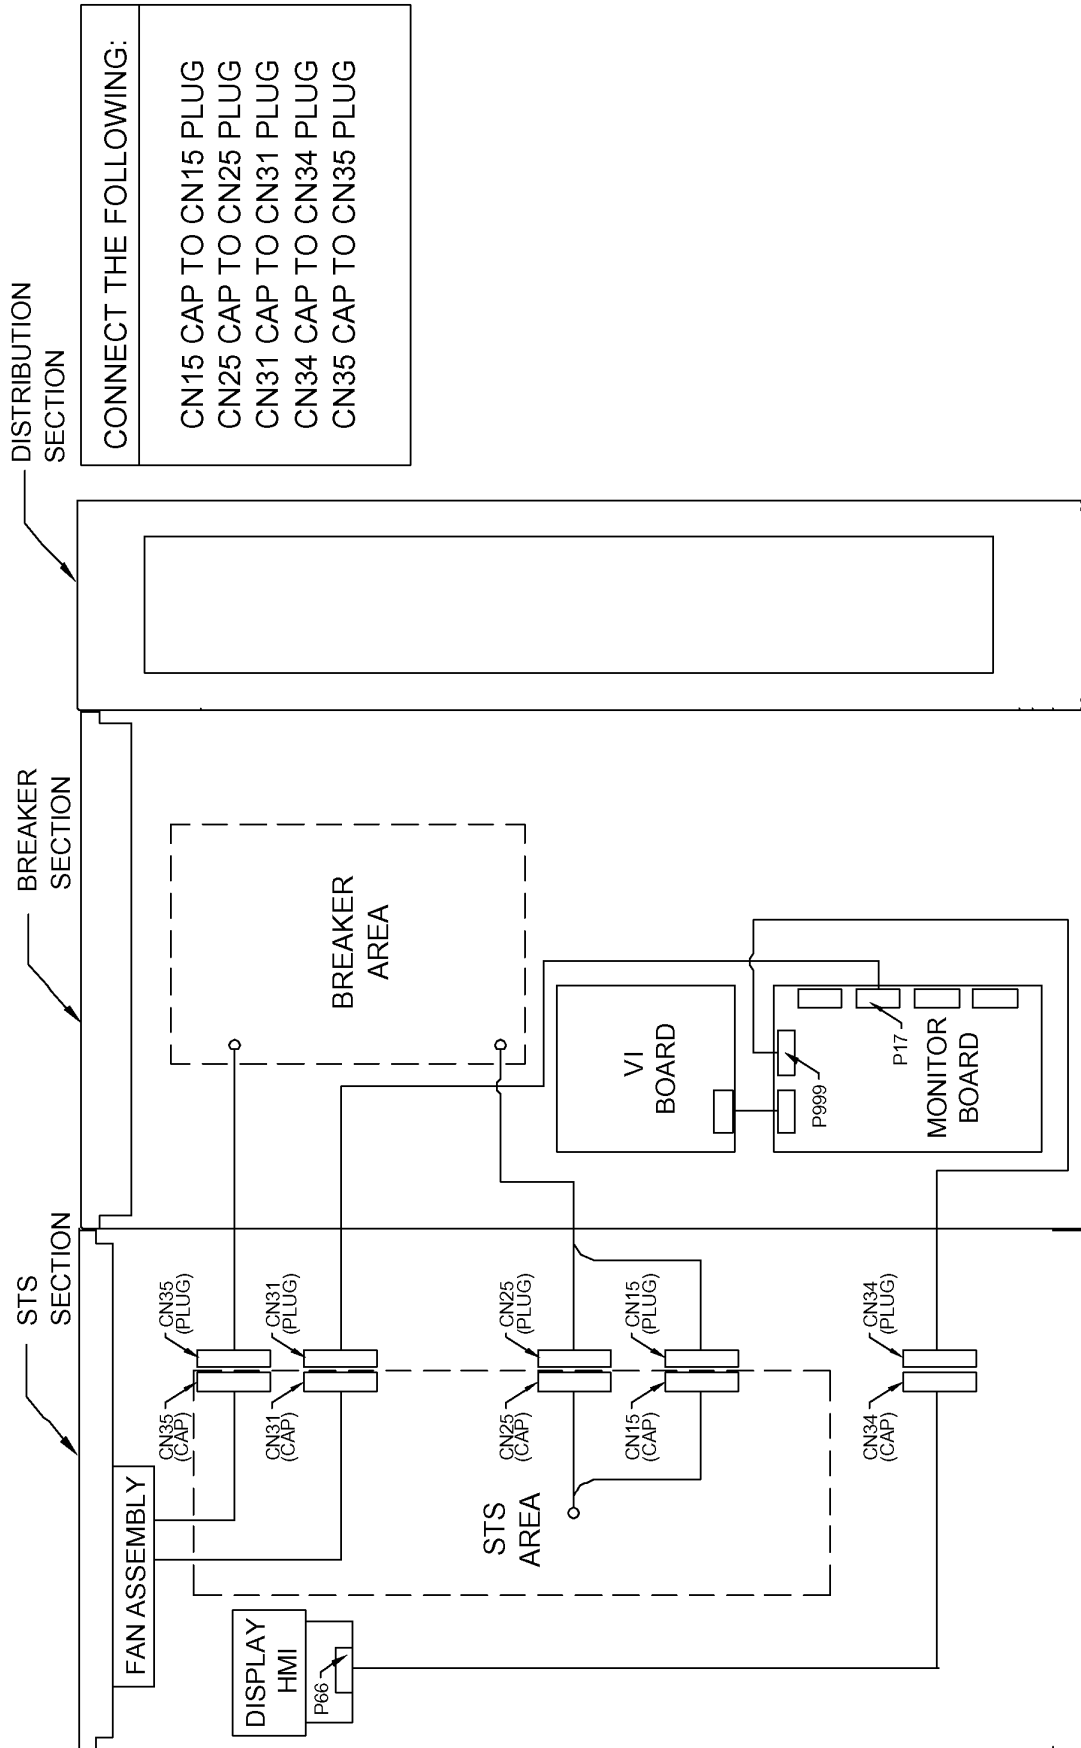 STS
SECTION
BREAKER
SECTION
DISTRIBUTION
SECTION
CONNECT THE FOLLOWING:
CN15 CAP TO CN15 PLUG
CN25 CAP TO CN25 PLUG
CN31 CAP TO CN31 PLUG
CN34 CAP TO CN34 PLUG
CN35 CAP TO CN35 PLUG
FAN ASSEMBLY
DISPLAY
HMI
P66
STS
AREA
CN35
(CAP)
CN35
(PLUG)
CN31
(CAP)
CN31
(PLUG)
CN25
(CAP)
CN25
(PLUG)
CN15
(CAP)
CN15
(PLUG)
CN34
(CAP)
CN34
(PLUG)
BREAKER
AREA
VI
BOARD
P999
P17
MONITOR
BOARD